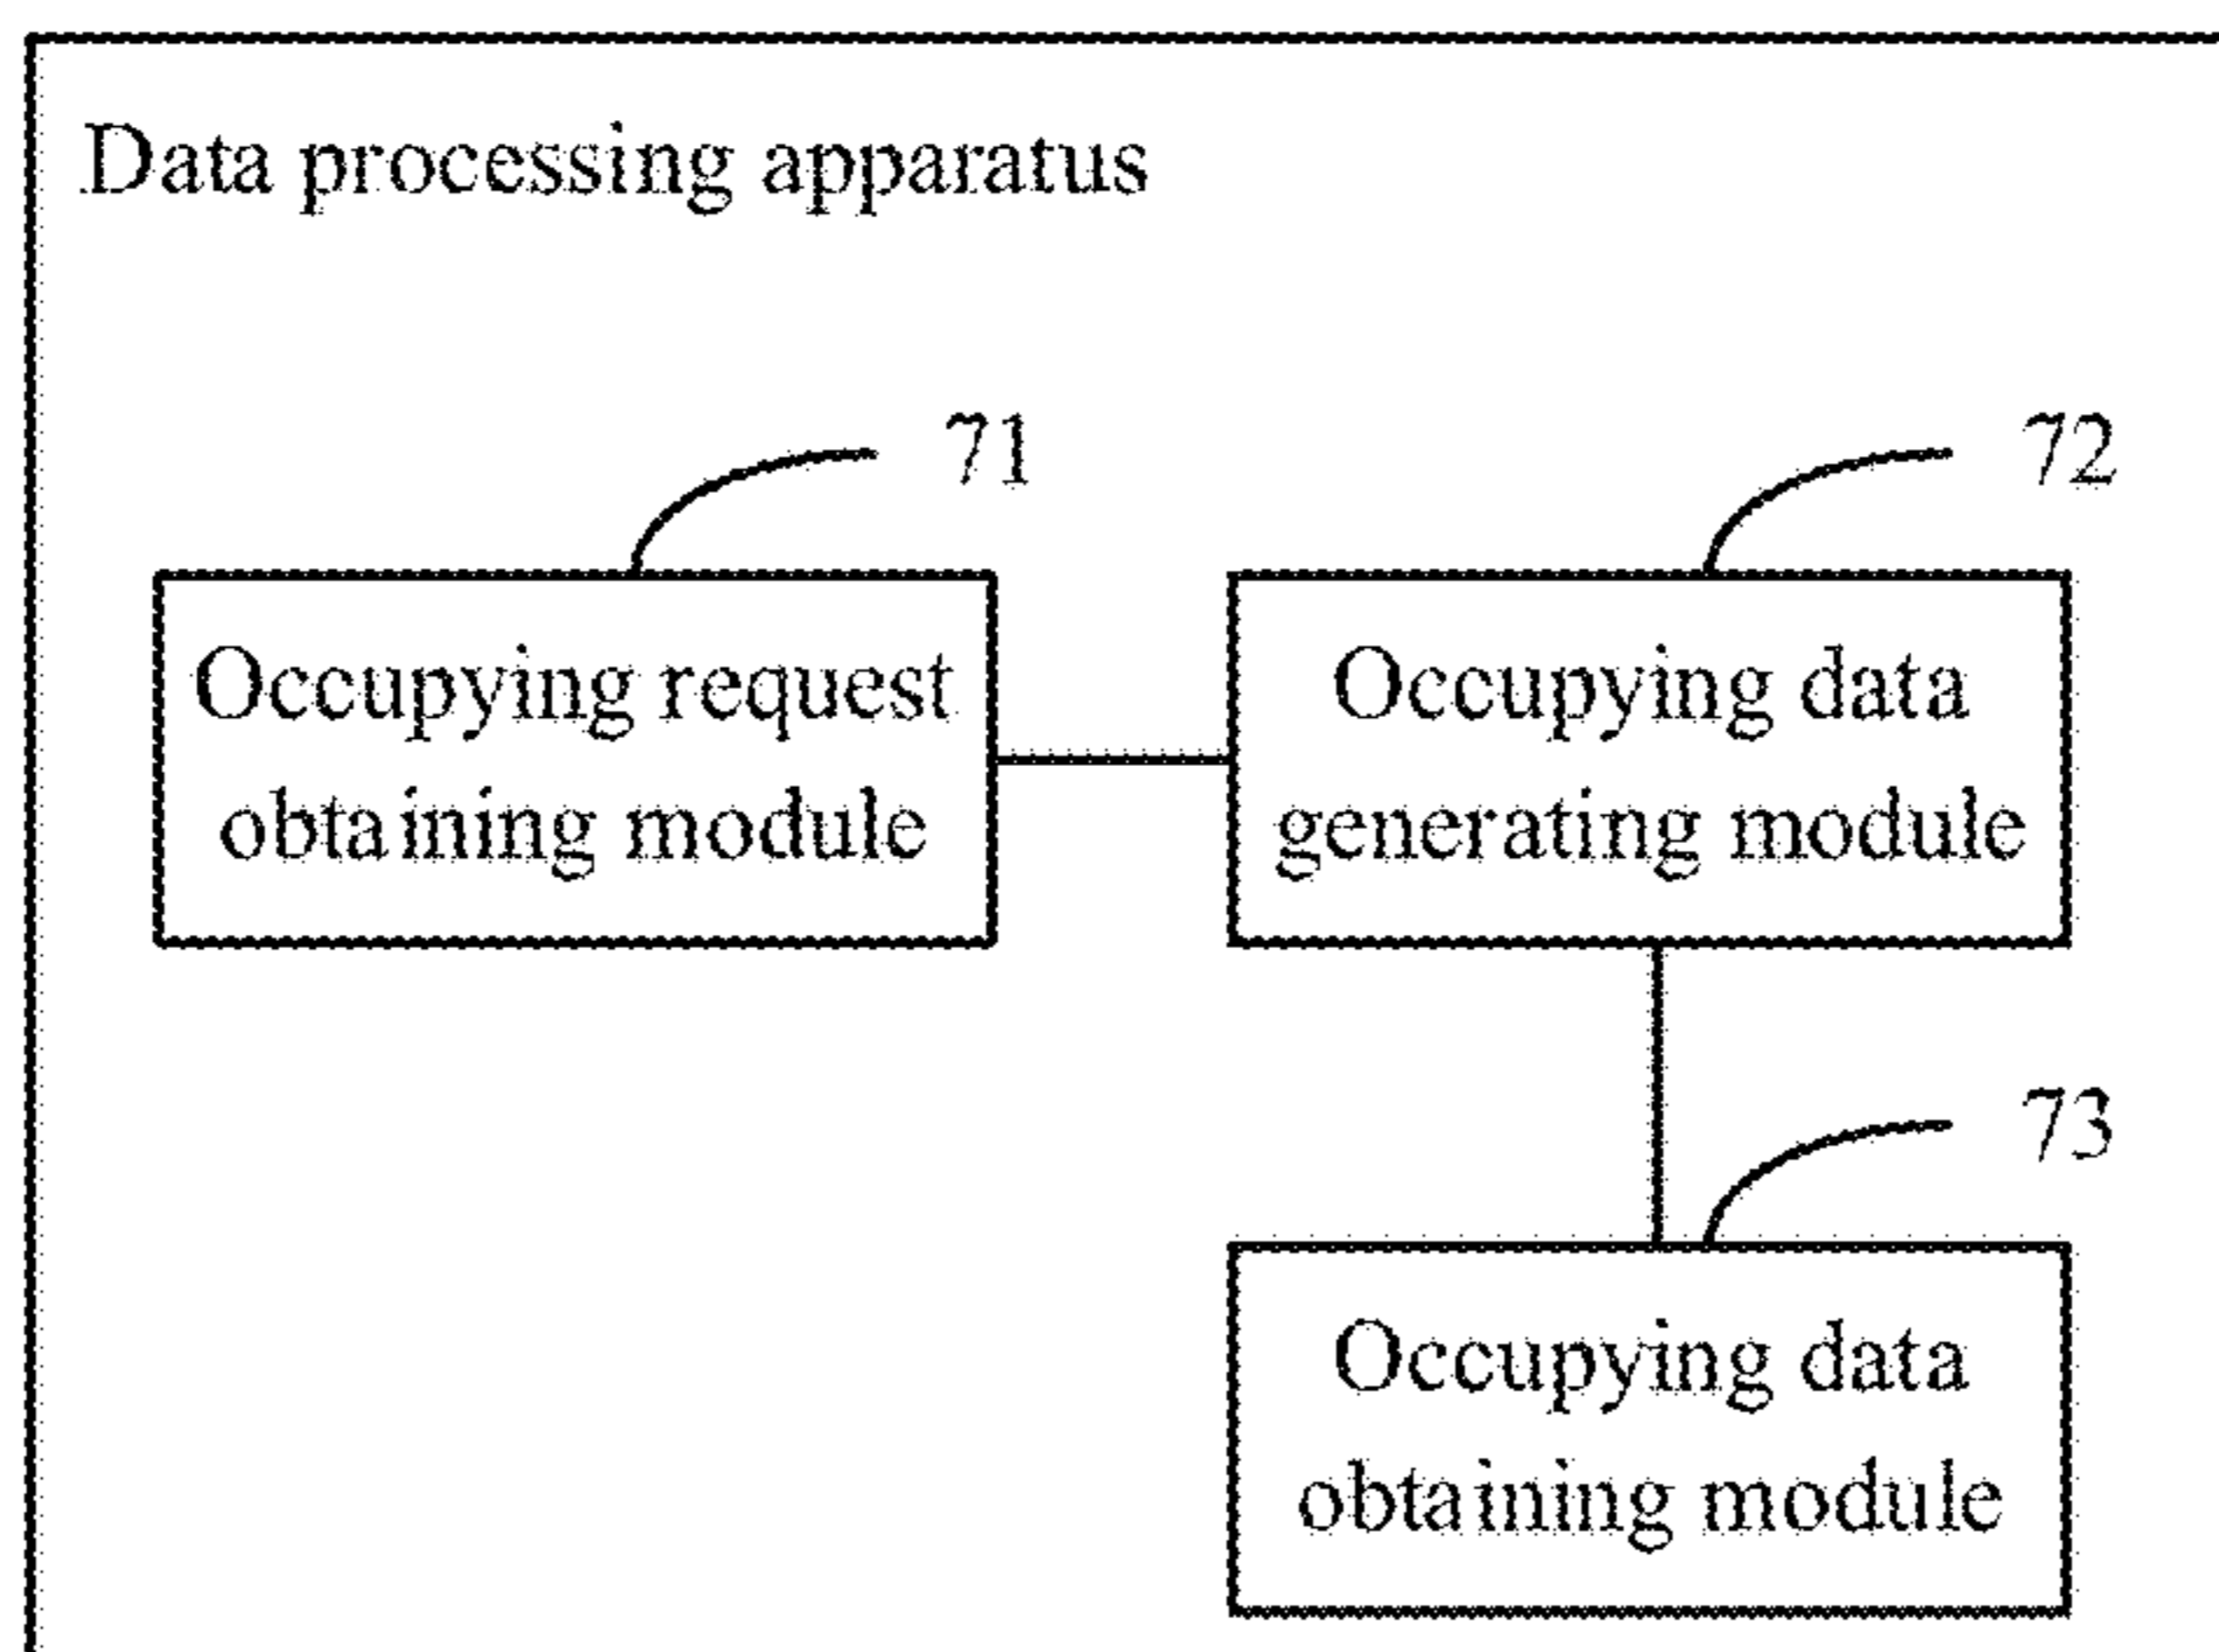 Data processing apparatus
71
72
Occupying request
obtaining module
Occupying data
generating module
73
Occupying data
obtaining module